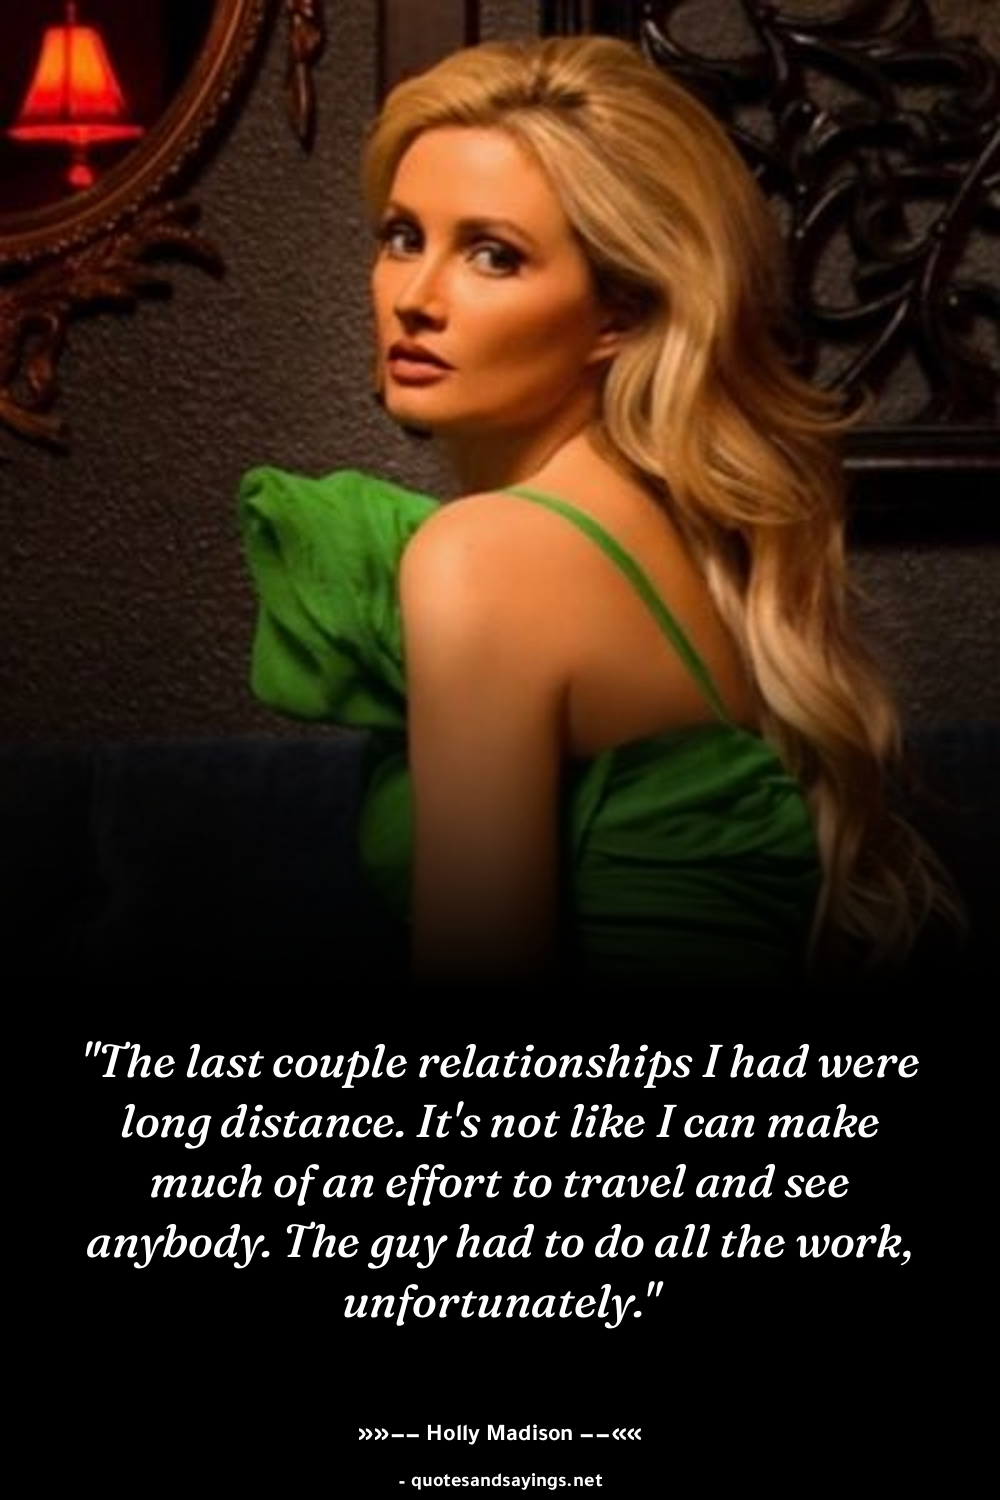 "The last couple relationships I had were
long distance. It's not like I can make
much of an effort to travel and see
anybody. The guy had to do all the work,
unfortunately."
»»−− Holly Madison −−««
- quotesandsayings.net